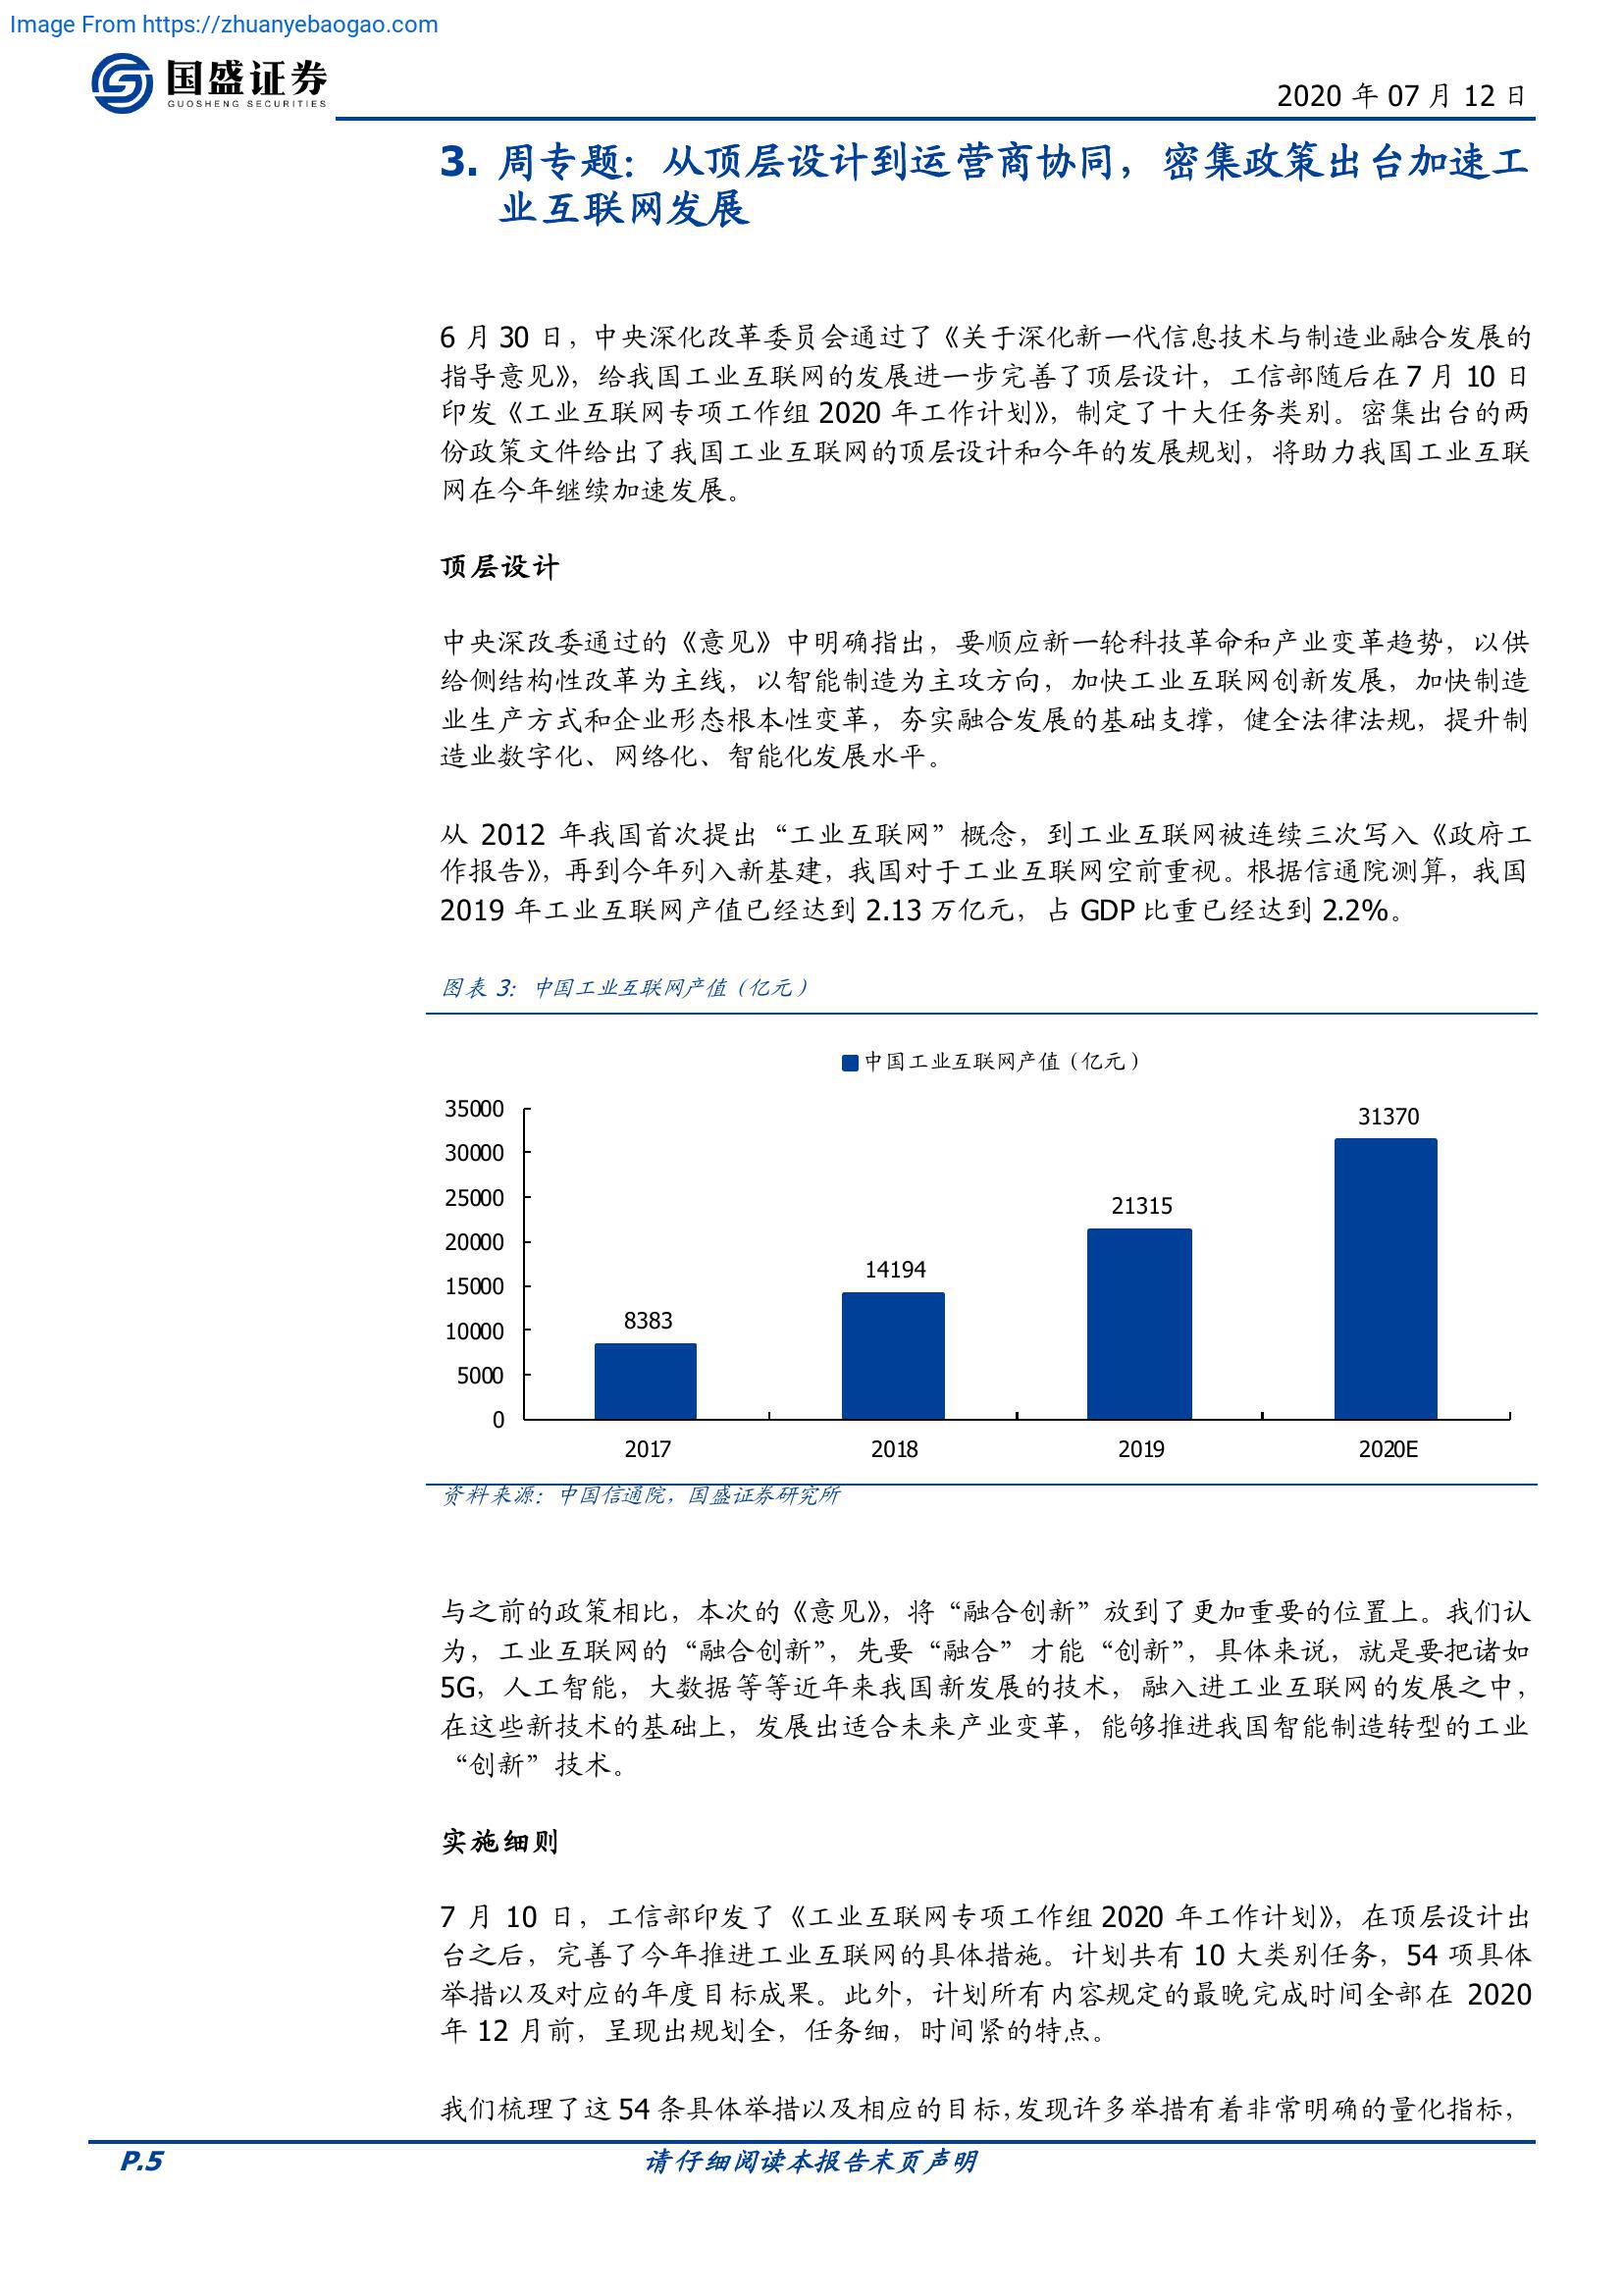 Image From https://zhuanyebaogao.com
国盛证券
GUOSHENG SECURITIES
2020 年 07 月 12 日
3. 周专题：从顶层设计到运营商协同，密集政策出台加速工
业互联网发展
6 月 30 日，中央深化改革委员会通过了《关于深化新一代信息技术与制造业融合发展的
指导意见》，给我国工业互联网的发展进一步完善了顶层设计，工信部随后在 7 月 10 日
印发《工业互联网专项工作组 2020 年工作计划》，制定了十大任务类别。密集出台的两
份政策文件给出了我国工业互联网的顶层设计和今年的发展规划，将助力我国工业互联
网在今年继续加速发展。
顶层设计
中央深改委通过的《意见》中明确指出，要顺应新一轮科技革命和产业变革趋势，以供
给侧结构性改革为主线，以智能制造为主攻方向，加快工业互联网创新发展，加快制造
业生产方式和企业形态根本性变革，夯实融合发展的基础支撑，健全法律法规，提升制
造业数字化、网络化、智能化发展水平。
从 2012 年我国首次提出“工业互联网”概念，到工业互联网被连续三次写入《政府工
作报告》，再到今年列入新基建，我国对于工业互联网空前重视。根据信通院测算，我国
2019 年工业互联网产值已经达到 2.13 万亿元，占 GDP 比重已经达到 2.2%。
图表 3：中国工业互联网产值（亿元）
中国工业互联网产值（亿元）
35000
30000
25000
20000
15000
10000
5000
0
8383
14194
21315
31370
2017
2018
2019
2020E
资料来源：中国信通院，国盛证券研究所
与之前的政策相比，本次的《意见》，将“融合创新”放到了更加重要的位置上。我们认
为，工业互联网的“融合创新”，先要“融合”才能“创新”，具体来说，就是要把诸如
5G，人工智能，大数据等等近年来我国新发展的技术，融入进工业互联网的发展之中，
在这些新技术的基础上，发展出适合未来产业变革，能够推进我国智能制造转型的工业
“创新”技术。
实施细则
7 月 10 日，工信部印发了《工业互联网专项工作组 2020 年工作计划》，在顶层设计出
台之后，完善了今年推进工业互联网的具体措施。计划共有 10 大类别任务，54 项具体
举措以及对应的年度目标成果。此外，计划所有内容规定的最晚完成时间全部在 2020
年 12 月前，呈现出规划全，任务细，时间紧的特点。
我们梳理了这 54 条具体举措以及相应的目标，发现许多举措有着非常明确的量化指标，
P.5
请仔细阅读本报告末页声明